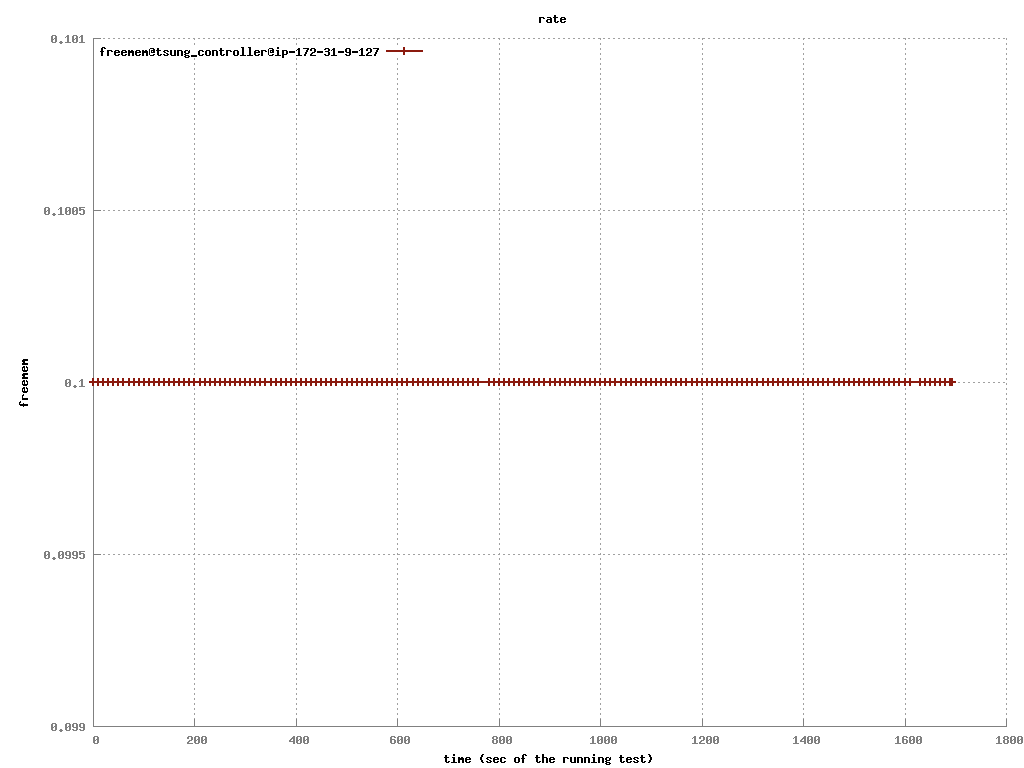 rate
0.101
freemem@tsung_controller@ip-172-31-9-127
0.1005
0.1
freemem
0.0995
0.099
0 200 400 600 800 1000 1200 1400 1600 1800
time (sec of the running test)